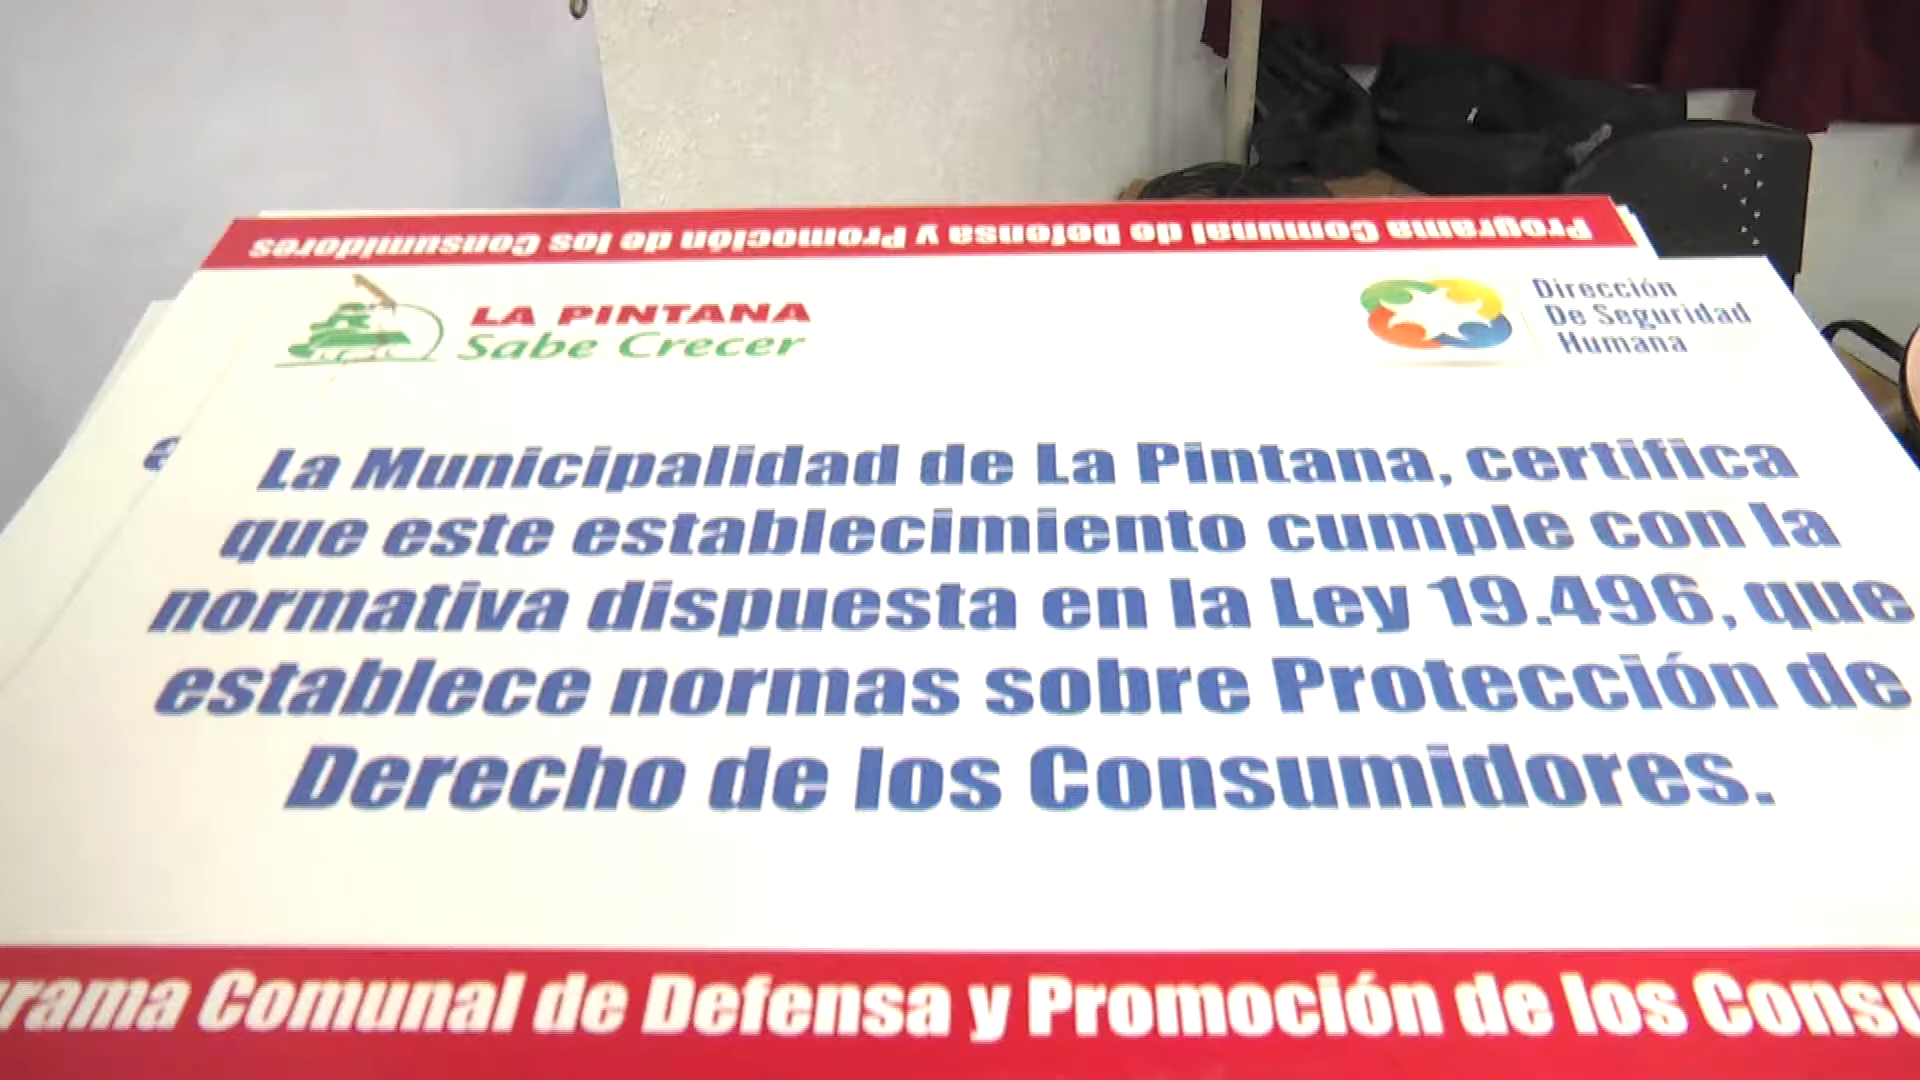 Programa Comunal de Defensa y Promoción de los Consumidores
LA PINTANA
Sabe Crecer
Dirección
De Seguridad
Humana
La Municipalidad de La Pintana, certifica
que este establecimiento cumple con la
normativa dispuesta en la Ley 19.496, que
establece normas sobre Protección de
Derecho de los Consumidores.
rama Comunal de Defensa y Promoción de los Consu